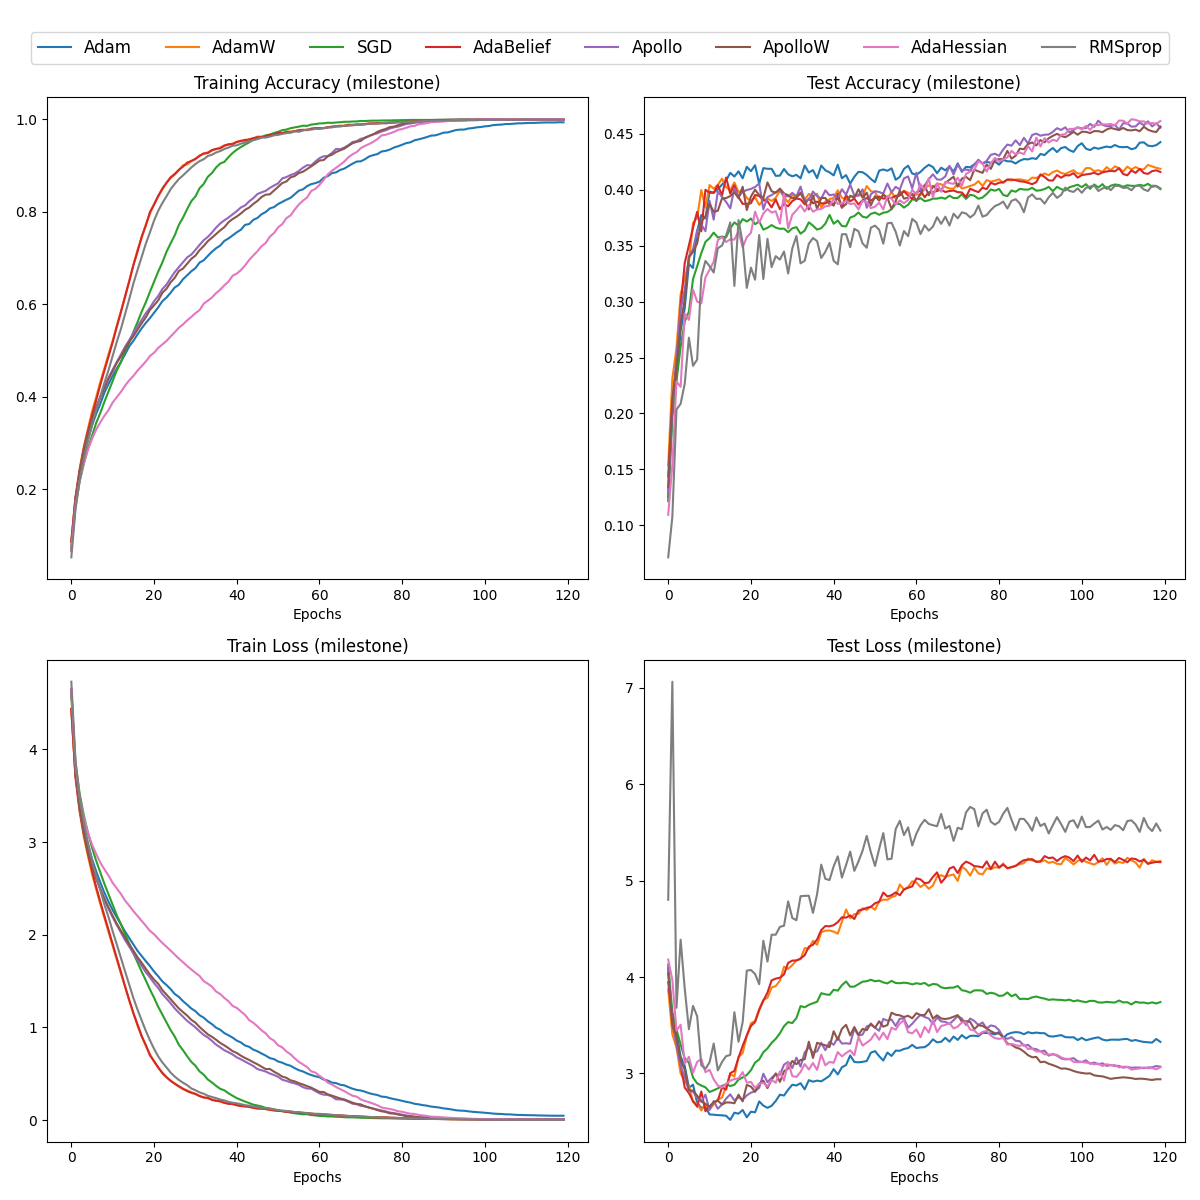 Adam AdamW SGD AdaBelief Apollo ApolloW AdaHessian RMSprop
Training Accuracy (milestone)
1.0
0.8
0.6
0.4
0.2
0 20 40 60 80 100 120
Epochs
Test Accuracy (milestone)
0.45
0.40
0.35
0.30
0.25
0.20
0.15
0.10
0 20 40 60 80 100 120
Epochs
Train Loss (milestone)
4
3
2
1
0
0 20 40 60 80 100 120
Epochs
Test Loss (milestone)
7
6
5
4
3
0 20 40 60 80 100 120
Epochs